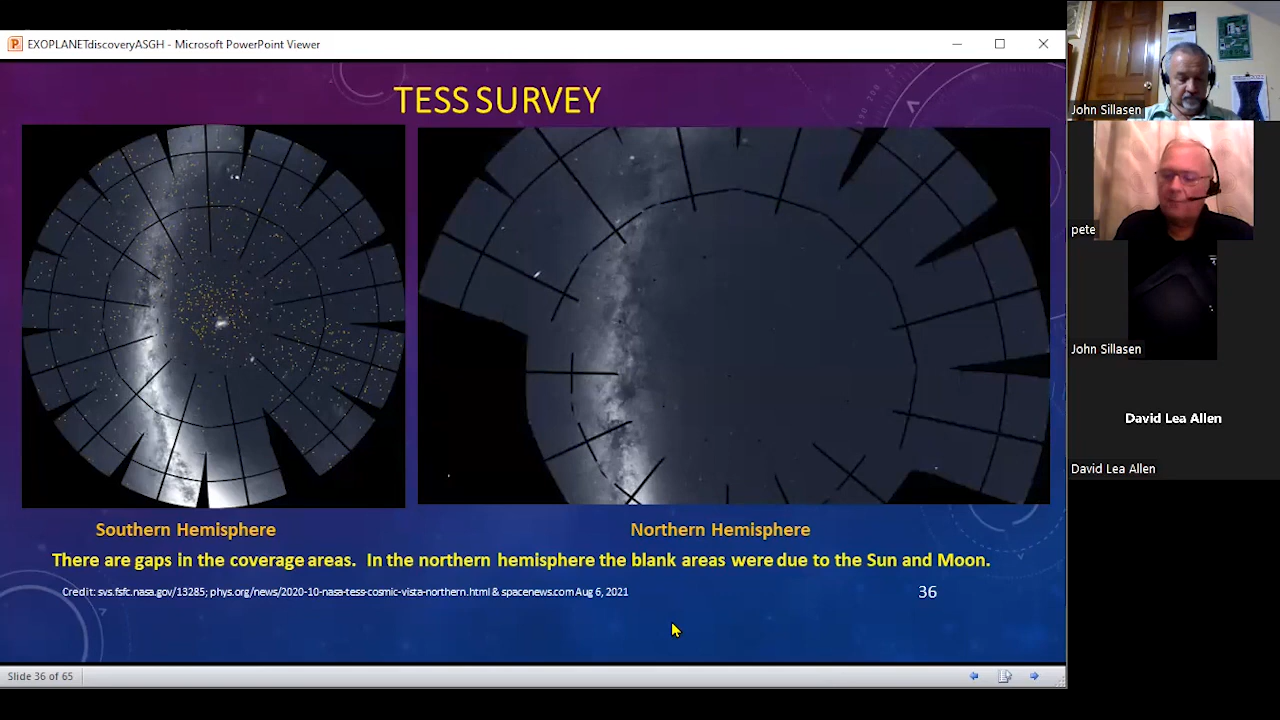 EXOPLANETdiscoveryASGH - Microsoft PowerPoint Viewer
TESS SURVEY
Southern Hemisphere
Northern Hemisphere
There are gaps in the coverage areas. In the northern hemisphere the blank areas were due to the Sun and Moon.
Credit: svs.fsfc.nasa.gov/13285; phys.org/news/2020-10-nasa-tess-cosmic-vista-northern.html & spacenews.com Aug 6, 2021
36
Slide 36 of 65
John Sillasen
pete
John Sillasen
David Lea Allen
David Lea Allen